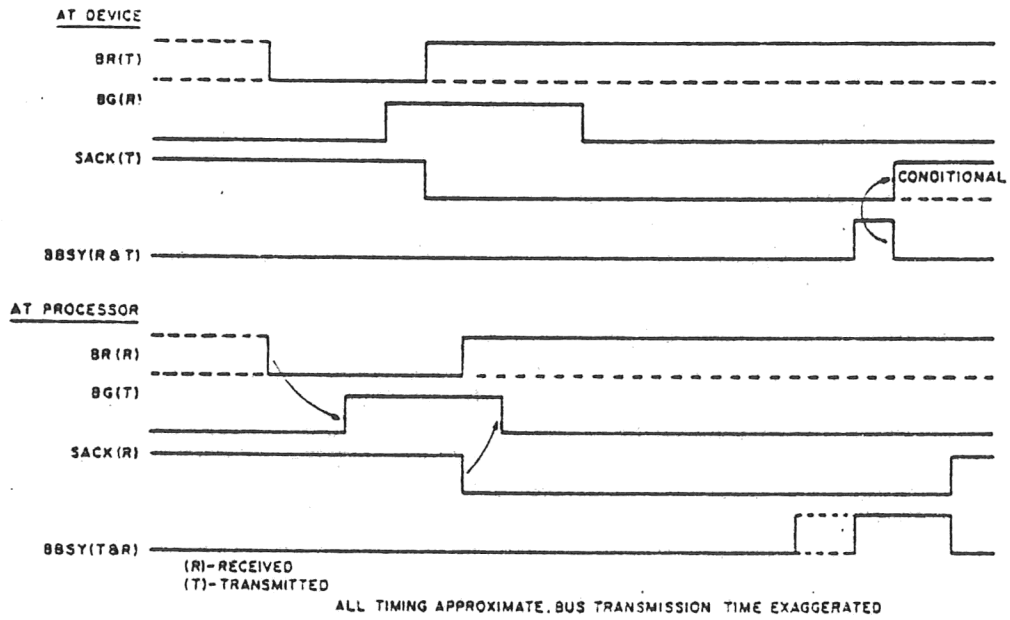 AT DEVICE
BR(T)
BG(R)
SACK(T)
CONDITIONAL
BBSY(R&T)
AT PROCESSOR
BR(R)
BG(T)
SACK(R)
BBSY(T&R)
(R)-RECEIVED
(T)-TRANSMITTED
ALL TIMING APPROXIMATE, BUS TRANSMISSION TIME EXAGGERATED